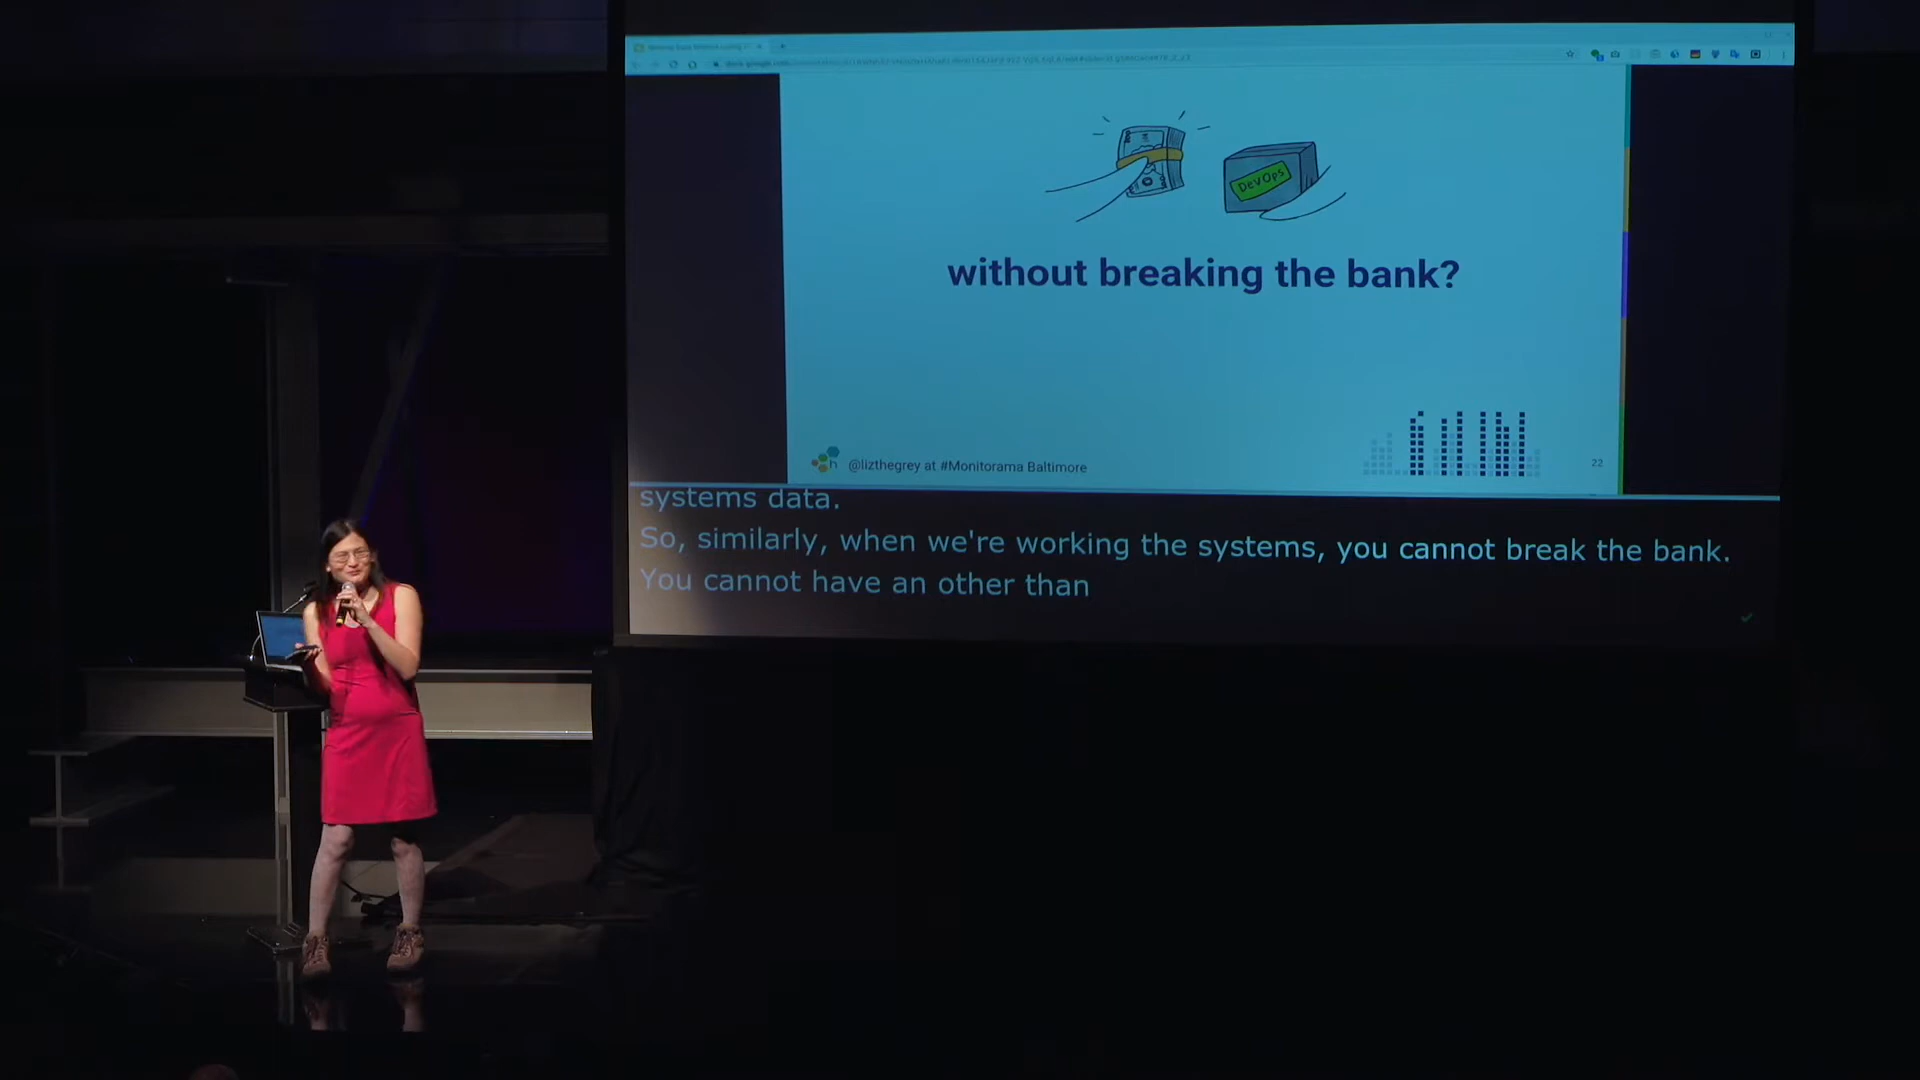 DevOps
without breaking the bank?
h
@lizthegrey at #Monitorama Baltimore
22
systems data.
So, similarly, when we're working the systems, you cannot break the bank.
You cannot have an other than